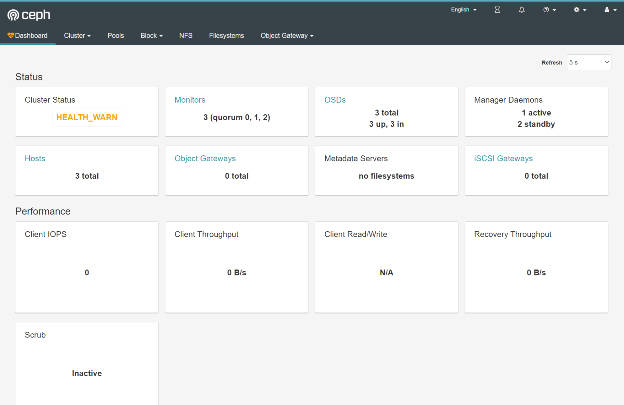 ceph
English
Dashboard Cluster Pools Block NFS Filesystems Object Gateway
Refresh 5 s
Status
Cluster Status
HEALTH_WARN
Monitors
3 (quorum 0, 1, 2)
OSDs
3 total
3 up, 3 in
Manager Daemons
1 active
2 standby
Hosts
3 total
Object Gateways
0 total
Metadata Servers
no filesystems
iSCSI Gateways
0 total
Performance
Client IOPS
0
Client Throughput
0 B/s
Client Read/Write
N/A
Recovery Throughput
0 B/s
Scrub
Inactive